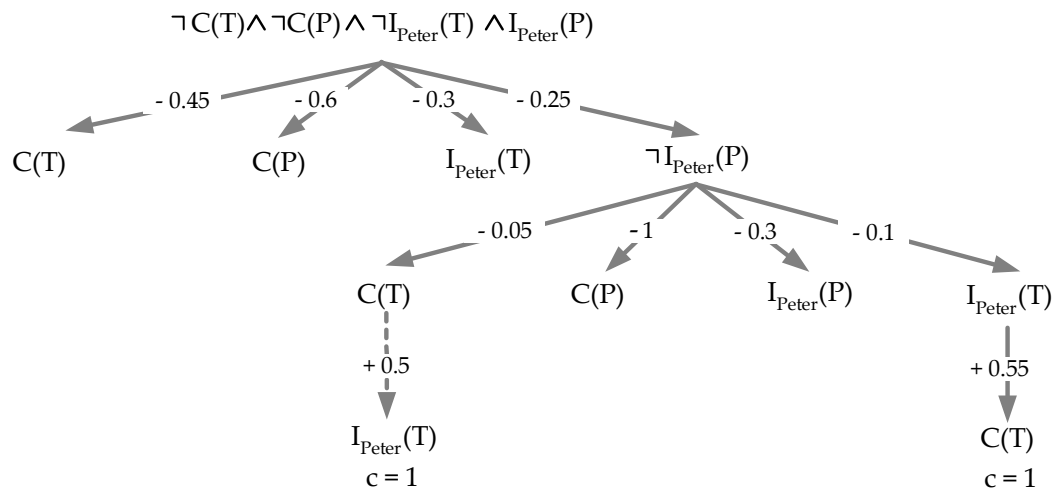 ¬C(T)∧¬C(P)∧¬I_Peter(T) ∧I_Peter(P)
- 0.45 - 0.6 - 0.3 - 0.25
C(T) C(P) I_Peter(T) ¬I_Peter(P)
- 0.05 - 1 - 0.3 - 0.1
C(T) C(P) I_Peter(P) I_Peter(T)
+ 0.5 + 0.55
I_Peter(T) C(T)
c = 1 c = 1